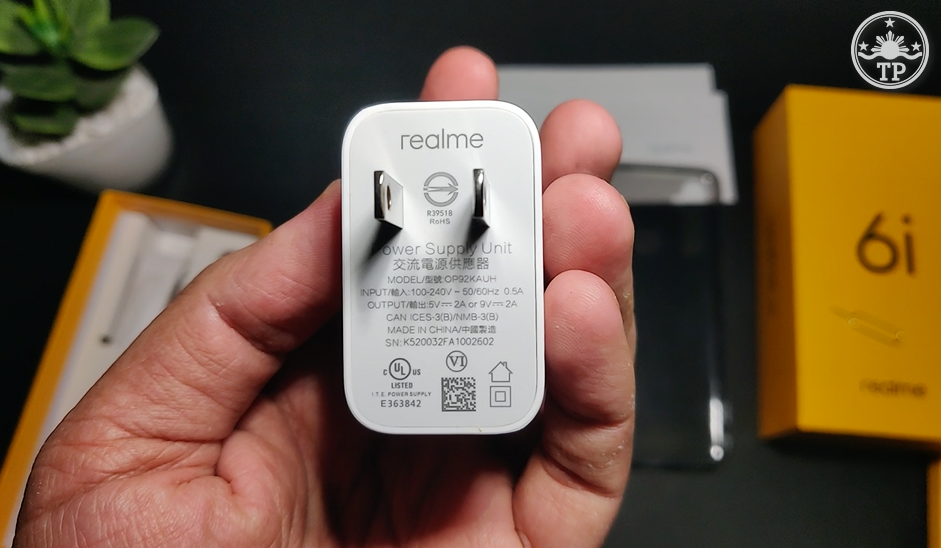 TP
realme
R39518
RoHS
Power Supply Unit
交流電源供應器
MODEL/型號:OP92KAUH
INPUT/輸入:100-240V ~ 50/60Hz 0.5A
OUTPUT/輸出:5V⎓2A or 9V⎓2A
CAN ICES-3(B)/NMB-3(B)
MADE IN CHINA/中國製造
SN:K520032FA1002602
C UL US
LISTED
I.T.E. POWER SUPPLY
E363842
VI
6i
realme